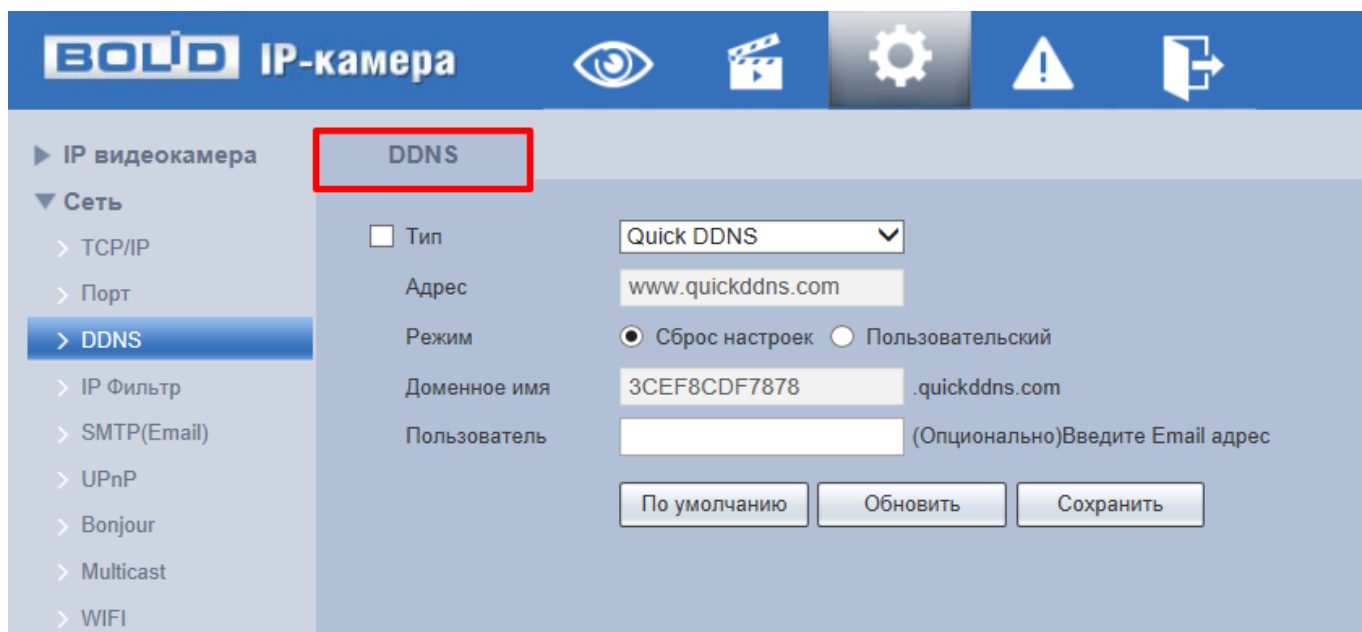 BOLID IP-камера
IP видеокамера
Сеть
TCP/IP
Порт
DDNS
IP Фильтр
SMTP(Email)
UPnP
Bonjour
Multicast
WIFI
DDNS
Тип Quick DDNS
Адрес www.quickddns.com
Режим Сброс настроек Пользовательский
Доменное имя 3CEF8CDF7878 .quickddns.com
Пользователь (Опционально)Введите Email адрес
По умолчанию Обновить Сохранить